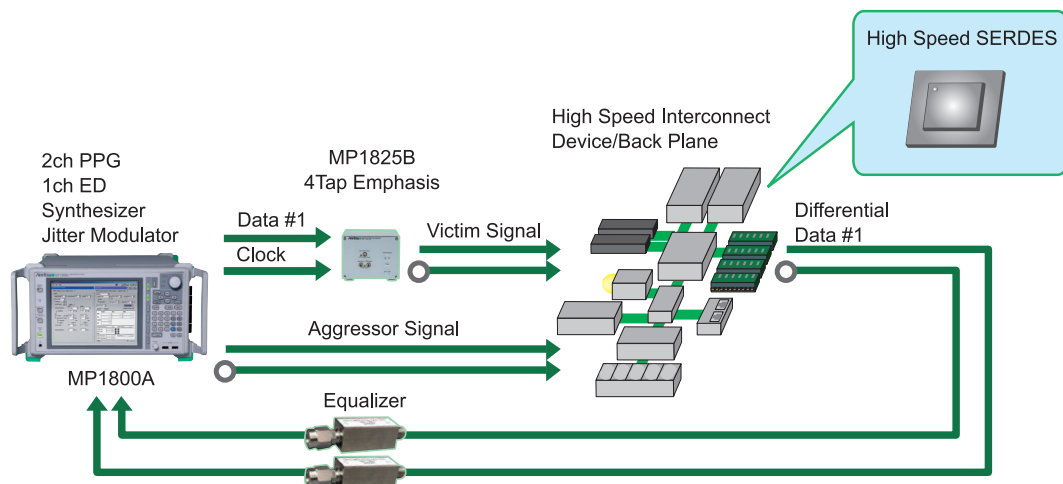 High Speed SERDES
High Speed Interconnect
Device/Back Plane
2ch PPG
1ch ED
Synthesizer
Jitter Modulator
MP1825B
4Tap Emphasis
Data #1
Clock
Victim Signal
Differential
Data #1
Aggressor Signal
MP1800A
Equalizer